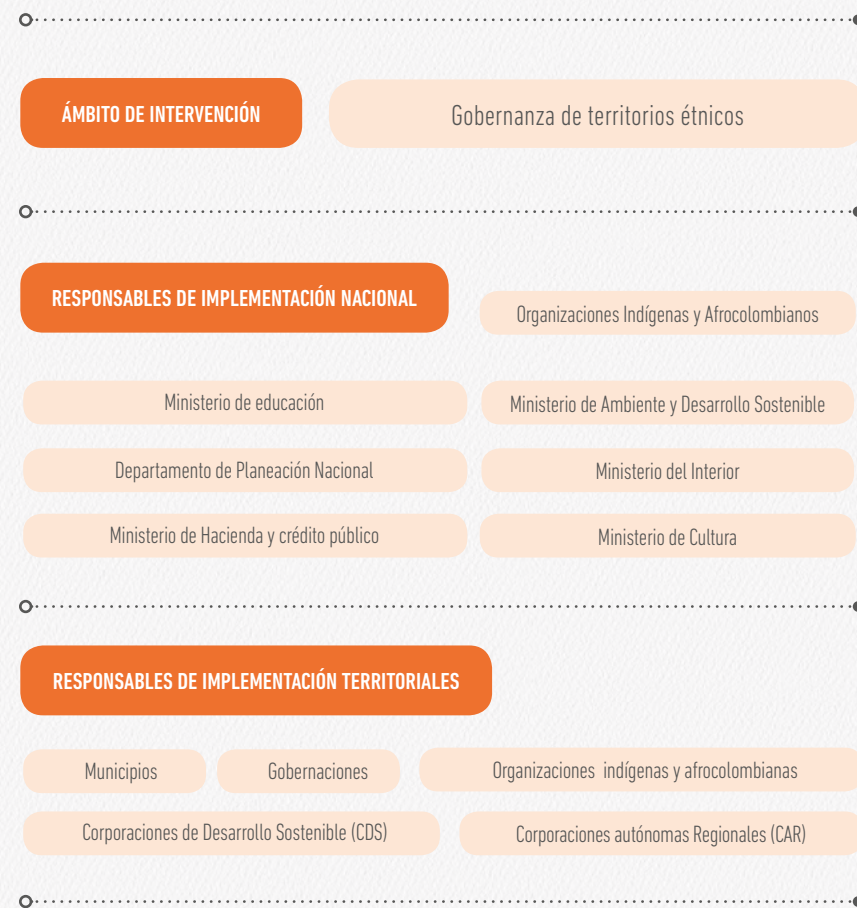 ÁMBITO DE INTERVENCIÓN
Gobernanza de territorios étnicos
RESPONSABLES DE IMPLEMENTACIÓN NACIONAL
Organizaciones Indígenas y Afrocolombianos
Ministerio de educación
Ministerio de Ambiente y Desarrollo Sostenible
Departamento de Planeación Nacional
Ministerio del Interior
Ministerio de Hacienda y crédito público
Ministerio de Cultura
RESPONSABLES DE IMPLEMENTACIÓN TERRITORIALES
Municipios
Gobernaciones
Organizaciones indígenas y afrocolombianas
Corporaciones de Desarrollo Sostenible (CDS)
Corporaciones autónomas Regionales (CAR)